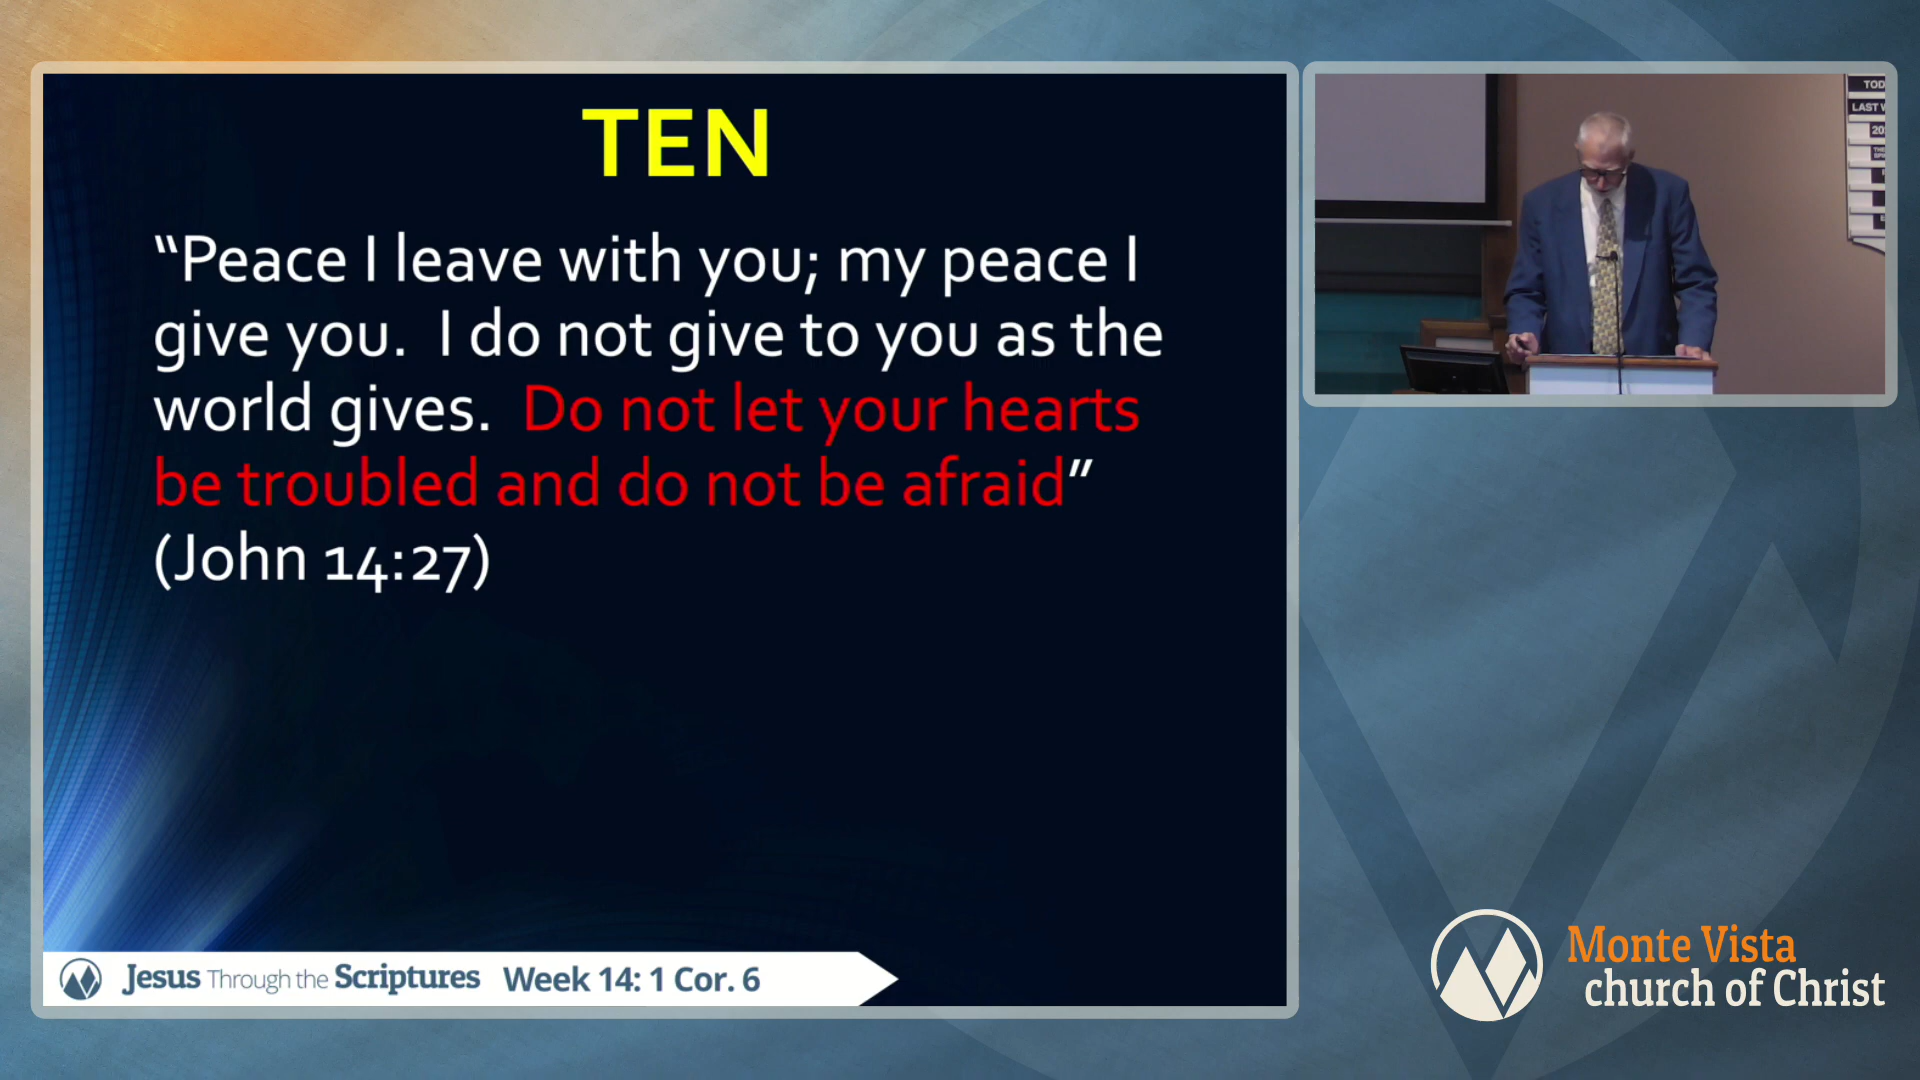 TEN
“Peace I leave with you; my peace I
give you.  I do not give to you as the
world gives.  Do not let your hearts
be troubled and do not be afraid”
(John 14:27)
Jesus Through the Scriptures Week 14: 1 Cor. 6
TOD
LAST W
20
Monte Vista
church of Christ